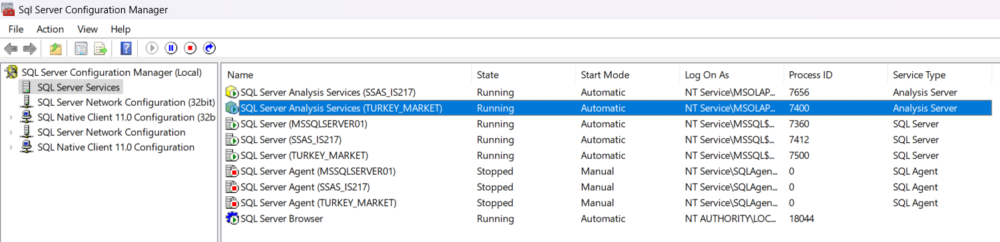 Sql Server Configuration Manager
File Action View Help
SQL Server Configuration Manager (Local)
SQL Server Services
SQL Server Network Configuration (32bit)
SQL Native Client 11.0 Configuration (32b
SQL Server Network Configuration
SQL Native Client 11.0 Configuration
Name State Start Mode Log On As Process ID Service Type
SQL Server Analysis Services (SSAS_IS217) Running Automatic NT Service\MSOLAP... 7656 Analysis Server
SQL Server Analysis Services (TURKEY_MARKET) Running Automatic NT Service\MSOLAP... 7400 Analysis Server
SQL Server (MSSQLSERVER01) Running Automatic NT Service\MSSQL$... 7360 SQL Server
SQL Server (SSAS_IS217) Running Automatic NT Service\MSSQL$... 7412 SQL Server
SQL Server (TURKEY_MARKET) Running Automatic NT Service\MSSQL$... 7500 SQL Server
SQL Server Agent (MSSQLSERVER01) Stopped Manual NT Service\SQLAgen... 0 SQL Agent
SQL Server Agent (SSAS_IS217) Stopped Manual NT Service\SQLAgen... 0 SQL Agent
SQL Server Agent (TURKEY_MARKET) Stopped Manual NT Service\SQLAgen... 0 SQL Agent
SQL Server Browser Running Automatic NT AUTHORITY\LOC... 18044